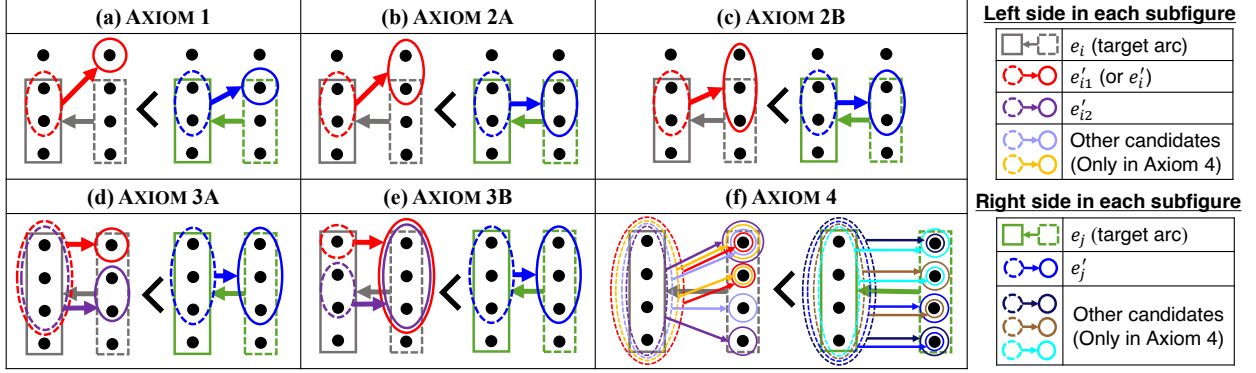 (a) AXIOM 1
(b) AXIOM 2A
(c) AXIOM 2B
<
<
<
(d) AXIOM 3A
(e) AXIOM 3B
(f) AXIOM 4
<
<
<
Left side in each subfigure
e_i (target arc)
e'_{i1} (or e'_i)
e'_{i2}
Other candidates
(Only in Axiom 4)
Right side in each subfigure
e_j (target arc)
e'_j
Other candidates
(Only in Axiom 4)